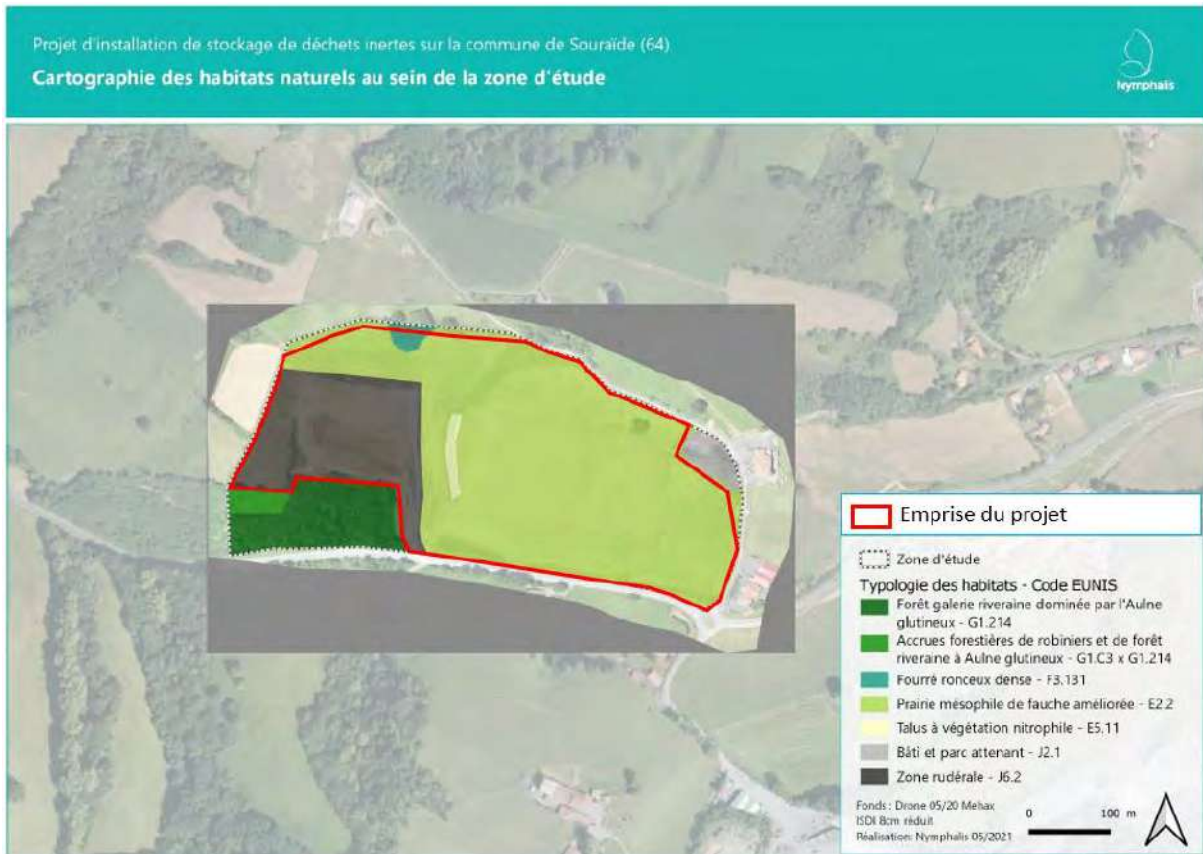 Projet d'installation de stockage de déchets inertes sur la commune de Souraïde (64)
Cartographie des habitats naturels au sein de la zone d'étude
Nymphalis
Emprise du projet
Zone d'étude
Typologie des habitats - Code EUNIS
Forêt galerie riveraine dominée par l'Aulne
glutineux - G1.214
Accrues forestières de robiniers et de forêt
riveraine à Aulne glutineux - G1.C3 x G1.214
Fourré ronceux dense - F3.131
Prairie mésophile de fauche améliorée - E2.2
Talus à végétation nitrophile - E5.11
Bâti et parc attenant - J2.1
Zone rudérale - J6.2
Fonds : Drone 05/20 Mehax
ISDI 8cm réduit
Réalisation: Nymphalis 05/2021
0 100 m